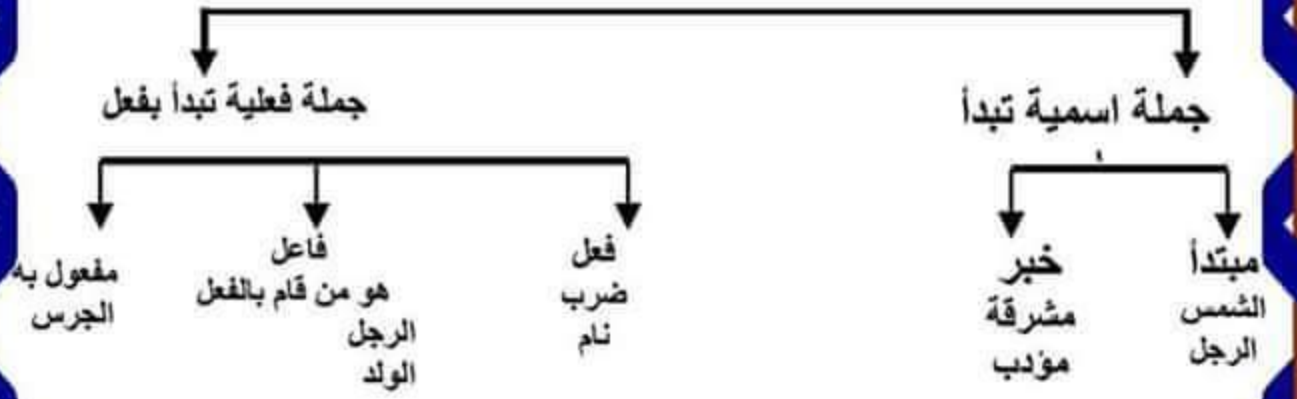 جملة اسمية تبدأ
جملة فعلية تبدأ بفعل
مبتدأ
الشمس
الرجل
خبر
مشرقة
مؤدب
فعل
ضرب
نام
فاعل
هو من قام بالفعل
الرجل
الولد
مفعول به
الجرس